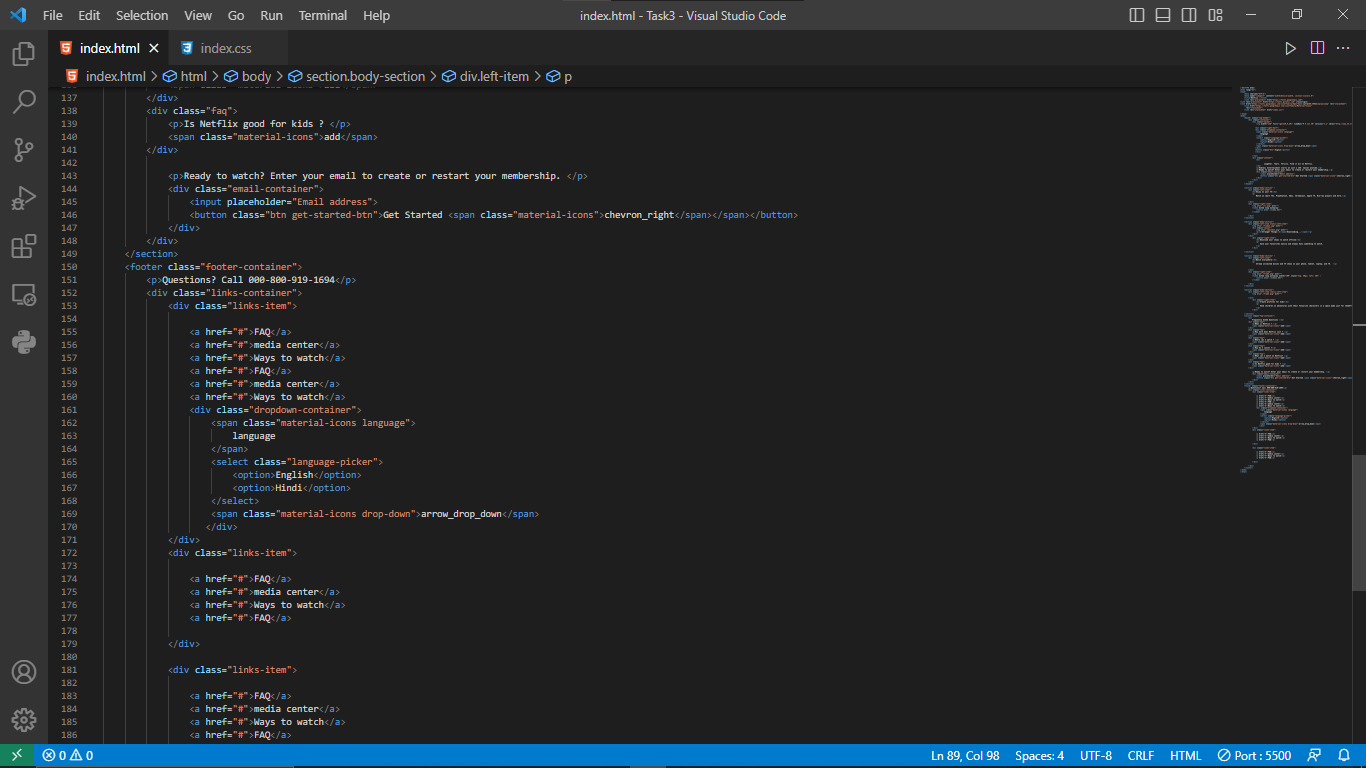 File Edit Selection View Go Run Terminal Help
index.html - Task3 - Visual Studio Code
index.html
index.css
index.html > html > body > section.body-section > div.left-item > p
137 </div>
138 <div class="faq">
139 <p>Is Netflix good for kids ? </p>
140 <span class="material-icons">add</span>
141 </div>
142
143 <p>Ready to watch? Enter your email to create or restart your membership. </p>
144 <div class="email-container">
145 <input placeholder="Email address">
146 <button class="btn get-started-btn">Get Started <span class="material-icons">chevron_right</span></span></button>
147 </div>
148 </div>
149 </section>
150 <footer class="footer-container">
151 <p>Questions? Call 000-800-919-1694</p>
152 <div class="links-container">
153 <div class="links-item">
154
155 <a href="#">FAQ</a>
156 <a href="#">media center</a>
157 <a href="#">Ways to watch</a>
158 <a href="#">FAQ</a>
159 <a href="#">media center</a>
160 <a href="#">Ways to watch</a>
161 <div class="dropdown-container">
162 <span class="material-icons language">
163 language
164 </span>
165 <select class="language-picker">
166 <option>English</option>
167 <option>Hindi</option>
168 </select>
169 <span class="material-icons drop-down">arrow_drop_down</span>
170 </div>
171 </div>
172 <div class="links-item">
173
174 <a href="#">FAQ</a>
175 <a href="#">media center</a>
176 <a href="#">Ways to watch</a>
177 <a href="#">FAQ</a>
178
179 </div>
180
181 <div class="links-item">
182
183 <a href="#">FAQ</a>
184 <a href="#">media center</a>
185 <a href="#">Ways to watch</a>
186 <a href="#">FAQ</a>
0 0 Ln 89, Col 98 Spaces: 4 UTF-8 CRLF HTML Port : 5500